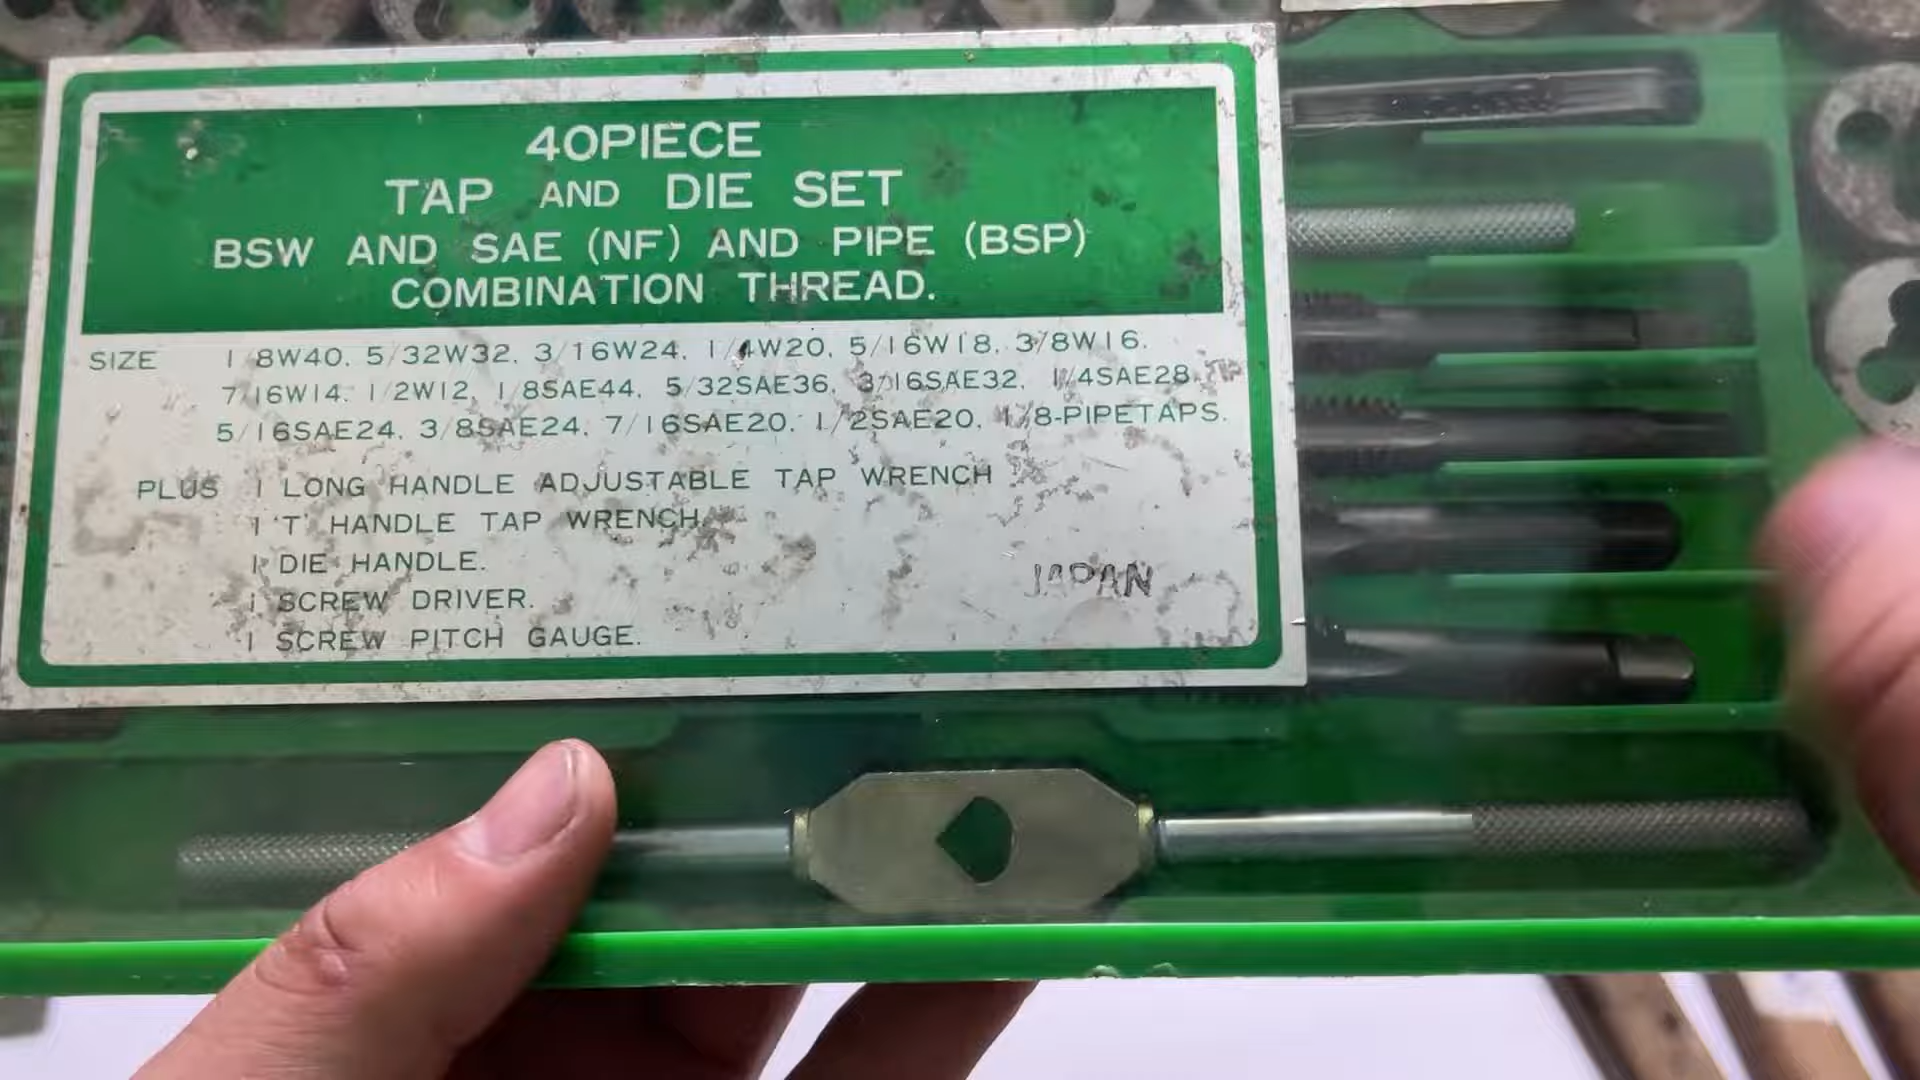 40PIECE
TAP AND DIE SET
BSW AND SAE (NF) AND PIPE (BSP)
COMBINATION THREAD.
SIZE 1/8W40. 5/32W32. 3/16W24. 1/4W20. 5/16W18. 3/8W16.
7/16W14. 1/2W12. 1/8SAE44. 5/32SAE36. 3/16SAE32. 1/4SAE28.
5/16SAE24. 3/8SAE24. 7/16SAE20. 1/2SAE20. 1/8-PIPETAPS.
PLUS 1 LONG HANDLE ADJUSTABLE TAP WRENCH
1 'T' HANDLE TAP WRENCH.
1 DIE HANDLE.
1 SCREW DRIVER.
1 SCREW PITCH GAUGE.
JAPAN